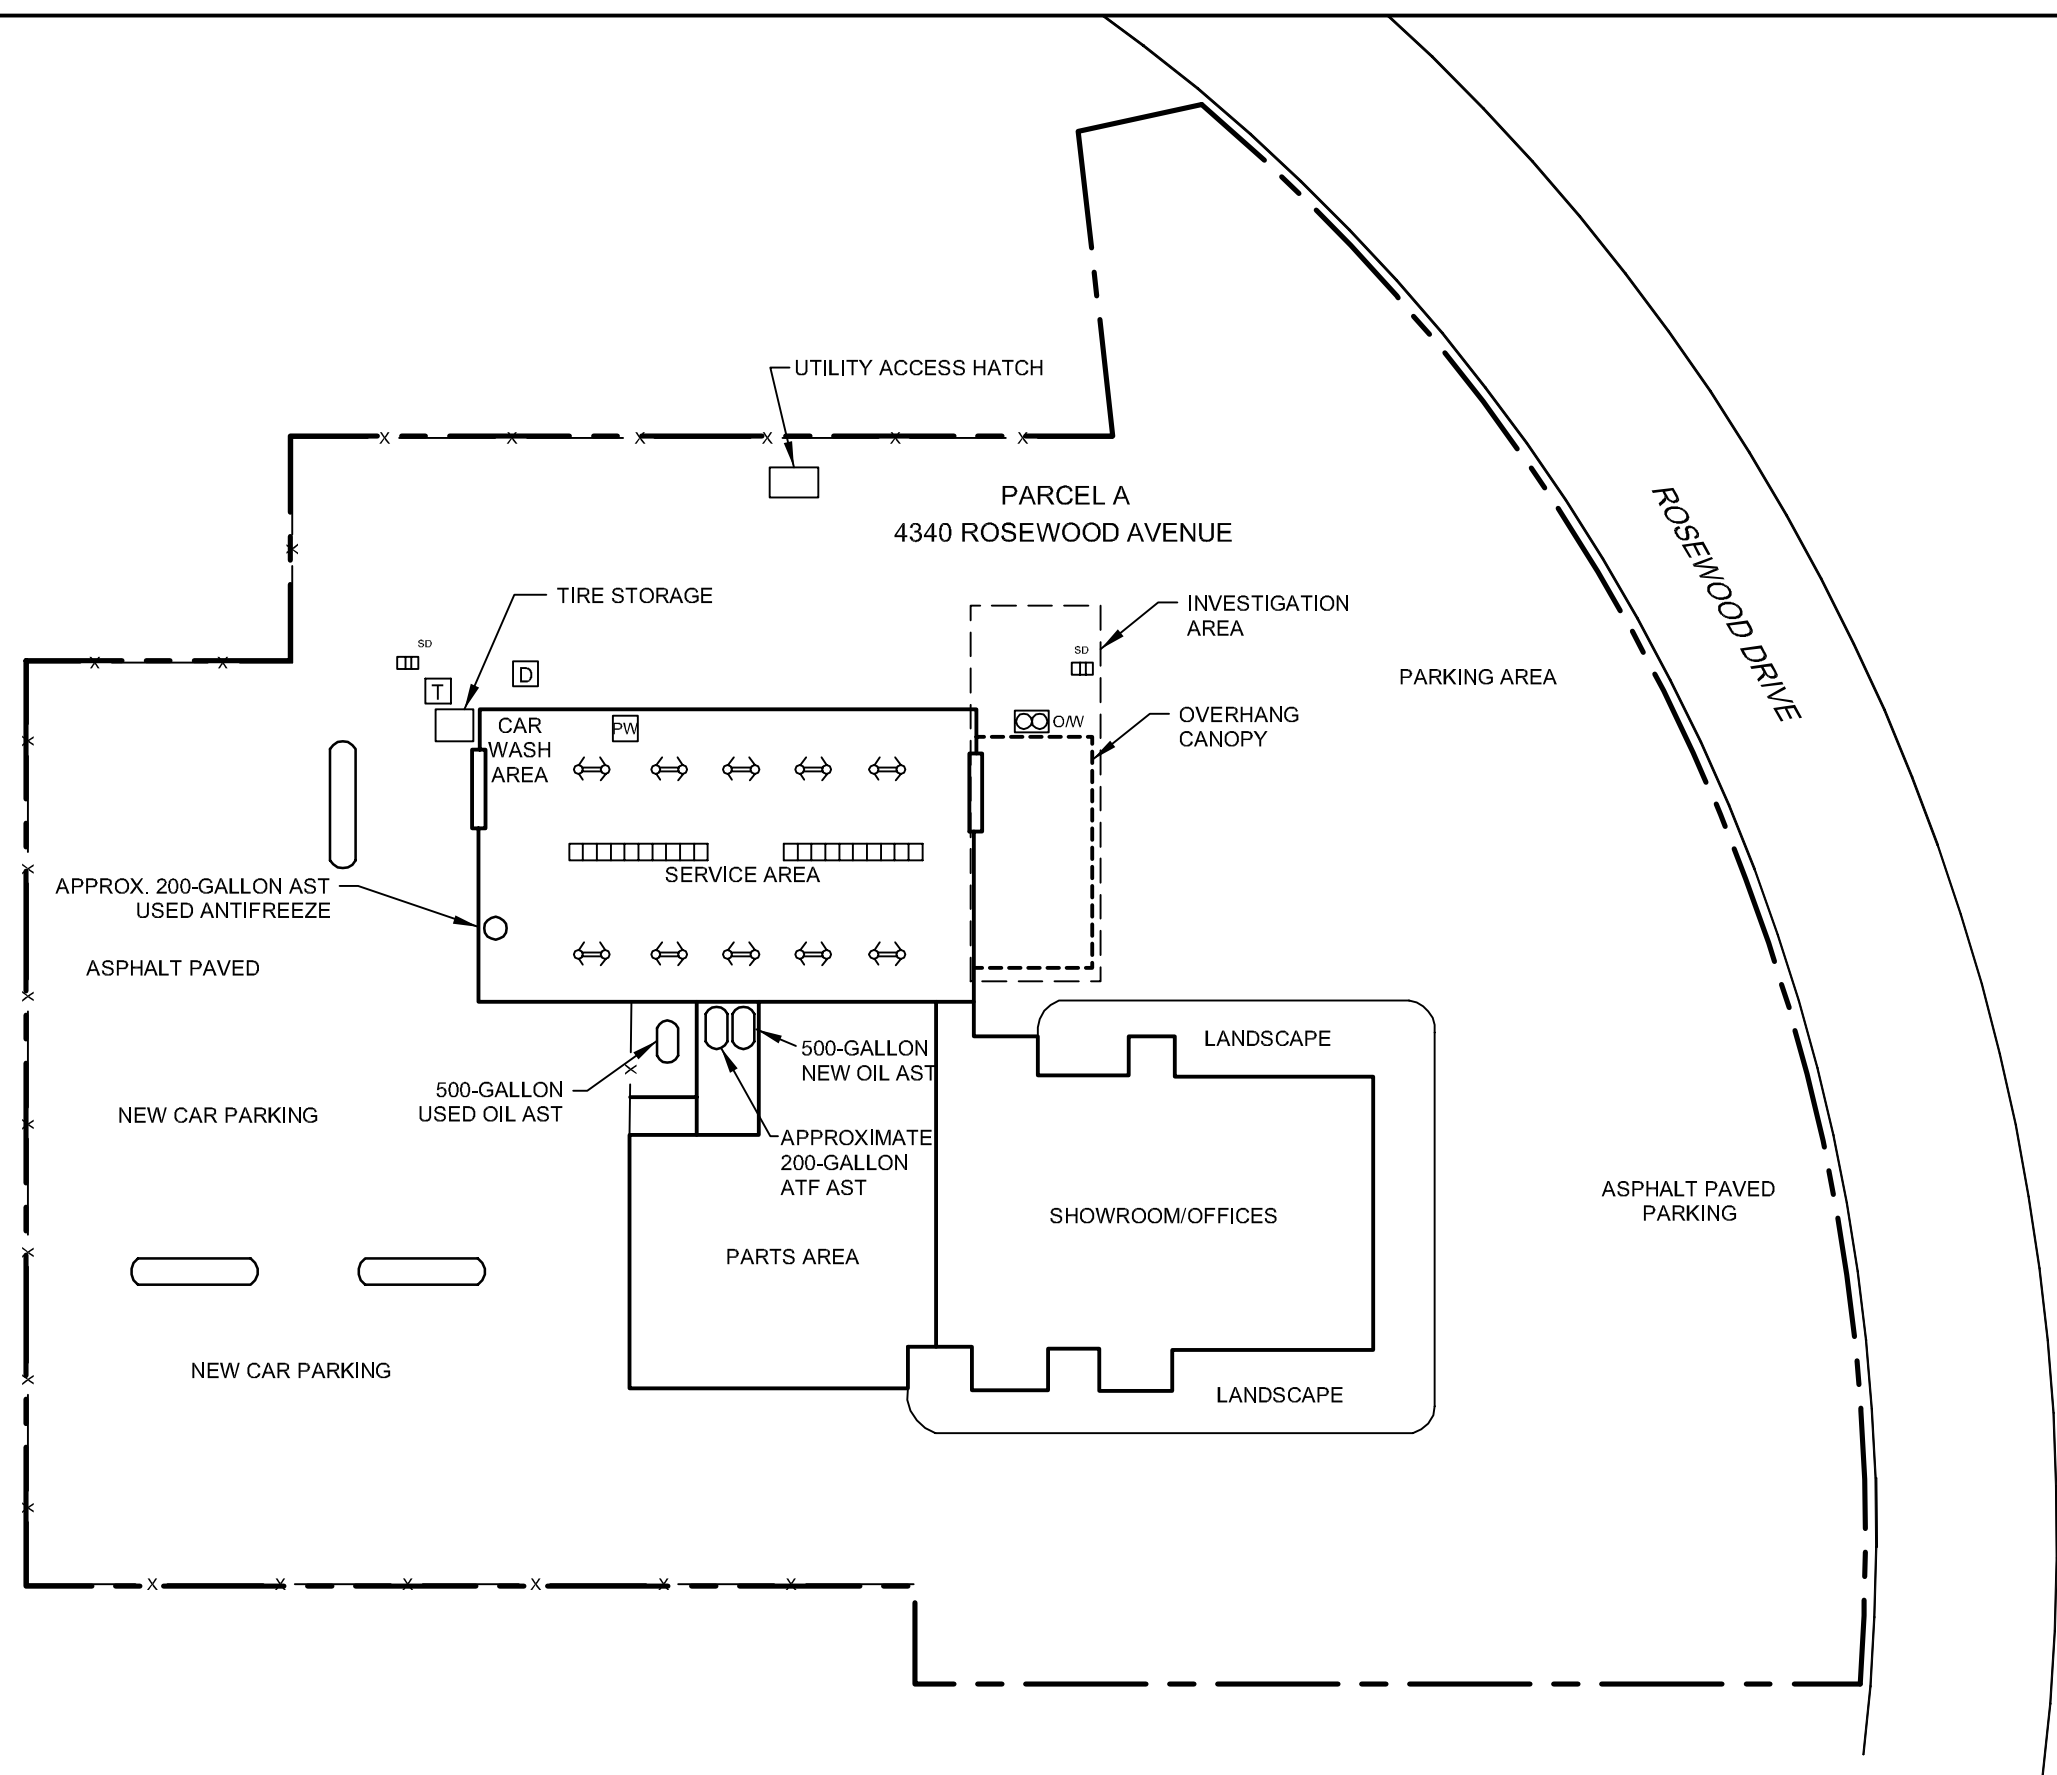 UTILITY ACCESS HATCH
PARCEL A
4340 ROSEWOOD AVENUE
ROSEWOOD DRIVE
TIRE STORAGE
INVESTIGATION
AREA
SD
SD
T
D
PARKING AREA
CAR
WASH
AREA
PW
O/W
OVERHANG
CANOPY
SERVICE AREA
APPROX. 200-GALLON AST
USED ANTIFREEZE
ASPHALT PAVED
LANDSCAPE
500-GALLON
NEW OIL AST
500-GALLON
USED OIL AST
NEW CAR PARKING
APPROXIMATE
200-GALLON
ATF AST
ASPHALT PAVED
PARKING
SHOWROOM/OFFICES
PARTS AREA
NEW CAR PARKING
LANDSCAPE